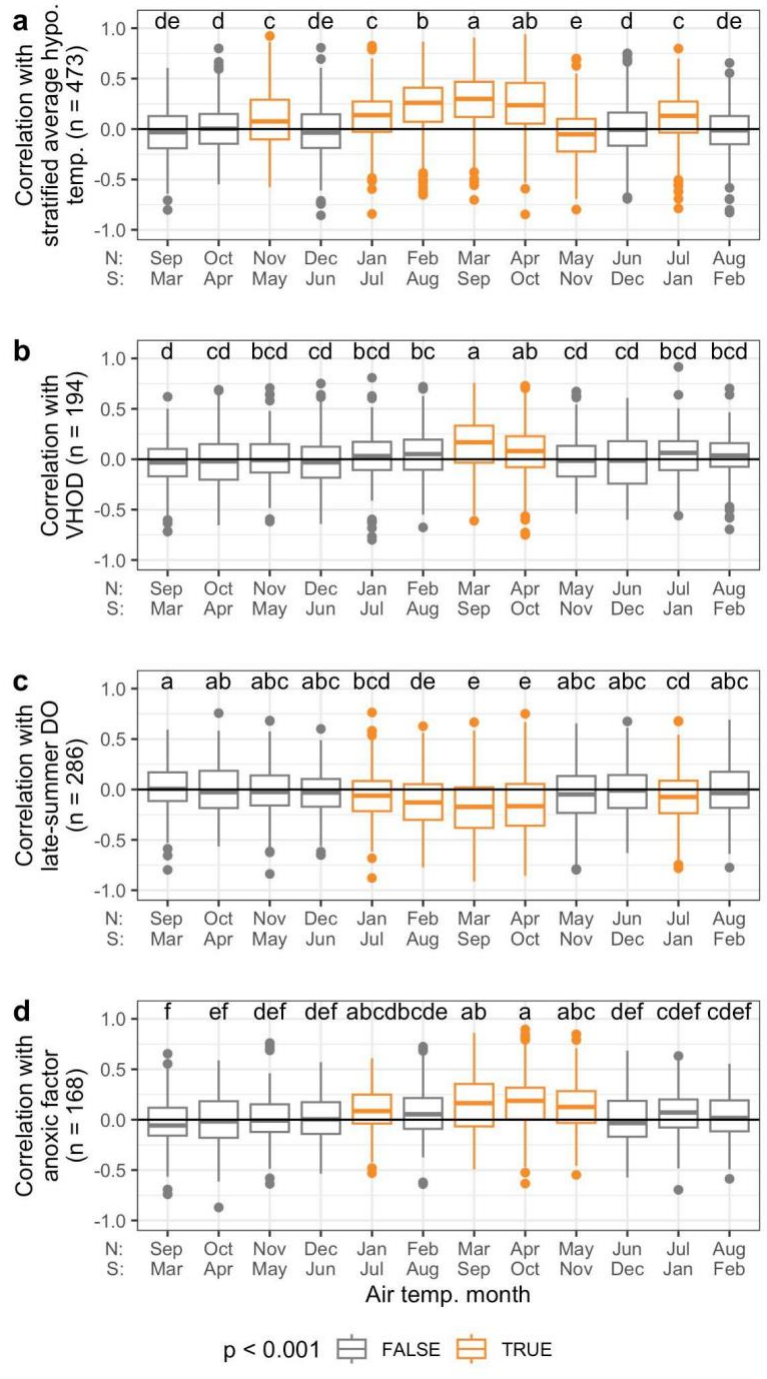 a
de d c de c b a ab e d c de
Correlation with
stratified average hypo.
temp. (n = 473)
1.0
0.5
0.0
-0.5
-1.0
N: Sep Oct Nov Dec Jan Feb Mar Apr May Jun Jul Aug
S: Mar Apr May Jun Jul Aug Sep Oct Nov Dec Jan Feb
b
d cd bcd cd bcd bc a ab cd cd bcd bcd
Correlation with
VHOD (n = 194)
1.0
0.5
0.0
-0.5
-1.0
N: Sep Oct Nov Dec Jan Feb Mar Apr May Jun Jul Aug
S: Mar Apr May Jun Jul Aug Sep Oct Nov Dec Jan Feb
c
a ab abc abc bcd de e e abc abc cd abc
Correlation with
late-summer DO
(n = 286)
1.0
0.5
0.0
-0.5
-1.0
N: Sep Oct Nov Dec Jan Feb Mar Apr May Jun Jul Aug
S: Mar Apr May Jun Jul Aug Sep Oct Nov Dec Jan Feb
d
f ef def def abcdbcde ab a abc def cdef cdef
Correlation with
anoxic factor
(n = 168)
1.0
0.5
0.0
-0.5
-1.0
N: Sep Oct Nov Dec Jan Feb Mar Apr May Jun Jul Aug
S: Mar Apr May Jun Jul Aug Sep Oct Nov Dec Jan Feb
Air temp. month
p < 0.001 FALSE TRUE